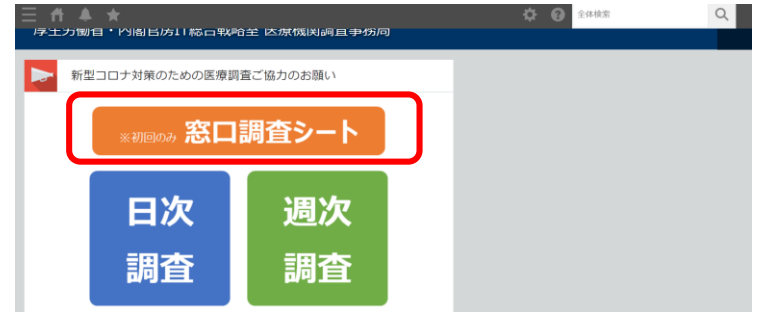 全体検索
厚生労働省・内閣官房IT総合戦略室 医療機関調査事務局
新型コロナ対策のための医療調査ご協力のお願い
※初回のみ 窓口調査シート
日次
調査
週次
調査